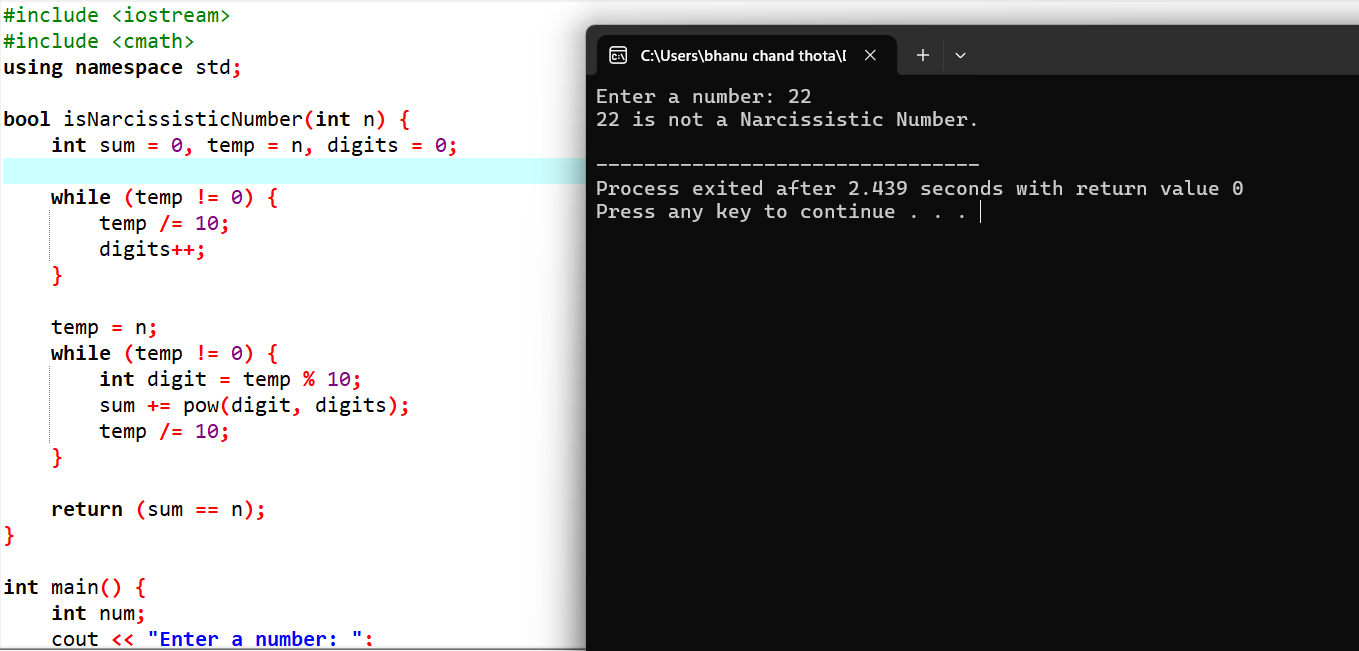 #include <iostream>
#include <cmath>
using namespace std;
bool isNarcissisticNumber(int n) {
    int sum = 0, temp = n, digits = 0;
    while (temp != 0) {
        temp /= 10;
        digits++;
    }
    temp = n;
    while (temp != 0) {
        int digit = temp % 10;
        sum += pow(digit, digits);
        temp /= 10;
    }
    return (sum == n);
}
int main() {
    int num;
    cout << "Enter a number: ";
C:\Users\bhanu chand thota\[
Enter a number: 22
22 is not a Narcissistic Number.
--------------------------------
Process exited after 2.439 seconds with return value 0
Press any key to continue . . .